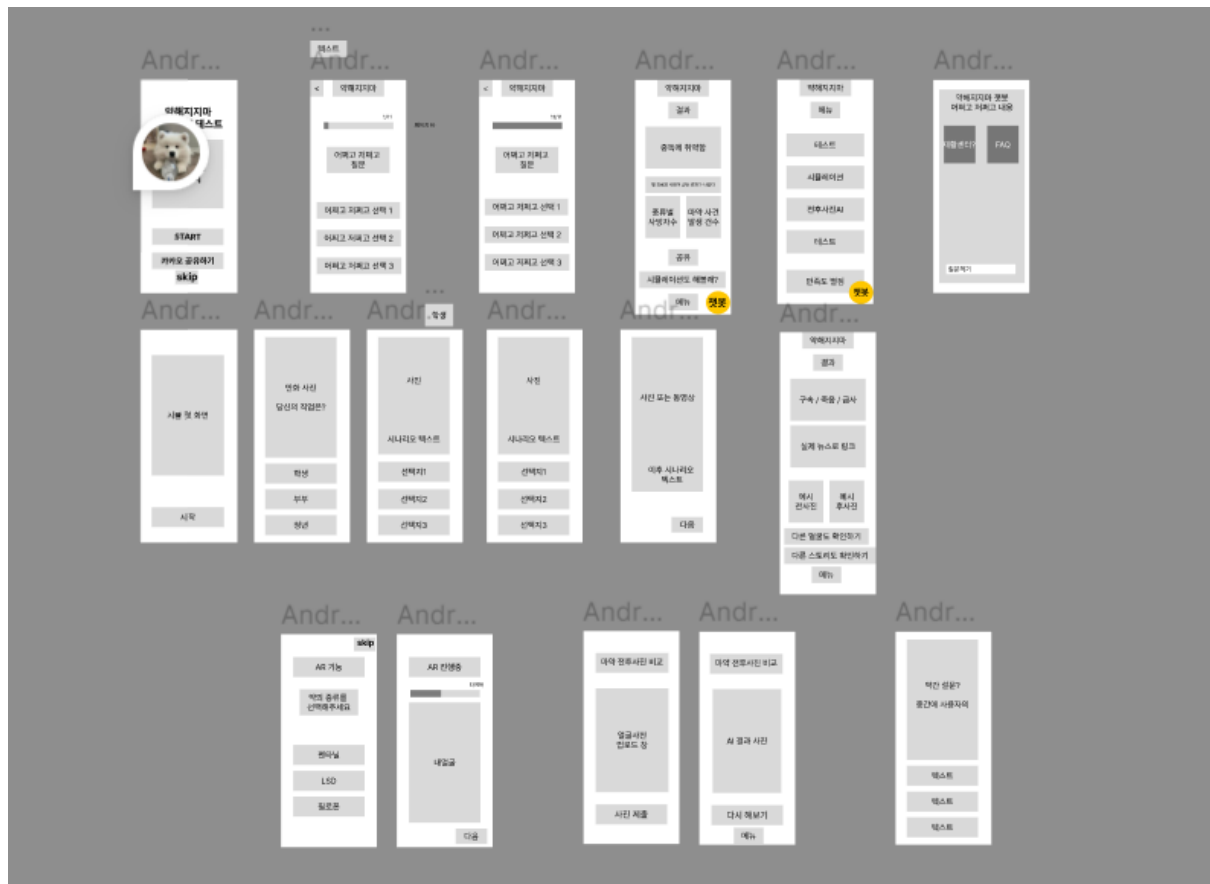 ...
텍스트
Andr...
Andr...
Andr...
Andr...
Andr...
Andr...
약해지지마
테스트
START
카카오 공유하기
skip
<
약해지지마
어쩌고 저쩌고
질문
어쩌고 저쩌고 선택 1
어쩌고 저쩌고 선택 2
어쩌고 저쩌고 선택 3
<
약해지지마
어쩌고 저쩌고
질문
어쩌고 저쩌고 선택 1
어쩌고 저쩌고 선택 2
어쩌고 저쩌고 선택 3
약해지지마
결과
중독에 취약함
종류별
사망자수
마약 사건
발생 건수
공유
시뮬레이션도 해볼래?
메뉴
챗봇
약해지지마
메뉴
테스트
시뮬레이션
전후사진AI
테스트
만족도 별점
챗봇
약해지지마 챗봇
어쩌고 저쩌고 내용
재활센터?
FAQ
질문하기
Andr...
Andr...
Andr...
...
학생
Andr...
Andr...
시뮬 첫 화면
시작
만화 사진
당신의 직업은?
학생
부부
청년
사진
시나리오 텍스트
선택지1
선택지2
선택지3
사진
시나리오 텍스트
선택지1
선택지2
선택지3
사진 또는 동영상
이후 시나리오
텍스트
다음
약해지지마
결과
구속 / 죽음 / 검사
실제 뉴스로 링크
예시
전사진
예시
후사진
다른 얼굴도 확인하기
다른 스토리도 확인하기
메뉴
Andr...
Andr...
Andr...
Andr...
Andr...
skip
AR 기능
약의 종류를
선택해주세요
펜타닐
LSD
필로폰
AR 진행중
내얼굴
다음
마약 전후사진 비교
얼굴사진
업로드 창
사진 제출
마약 전후사진 비교
AI 결과 사진
다시 해보기
메뉴
약간 설문?
중간에 사용자의
텍스트
텍스트
텍스트